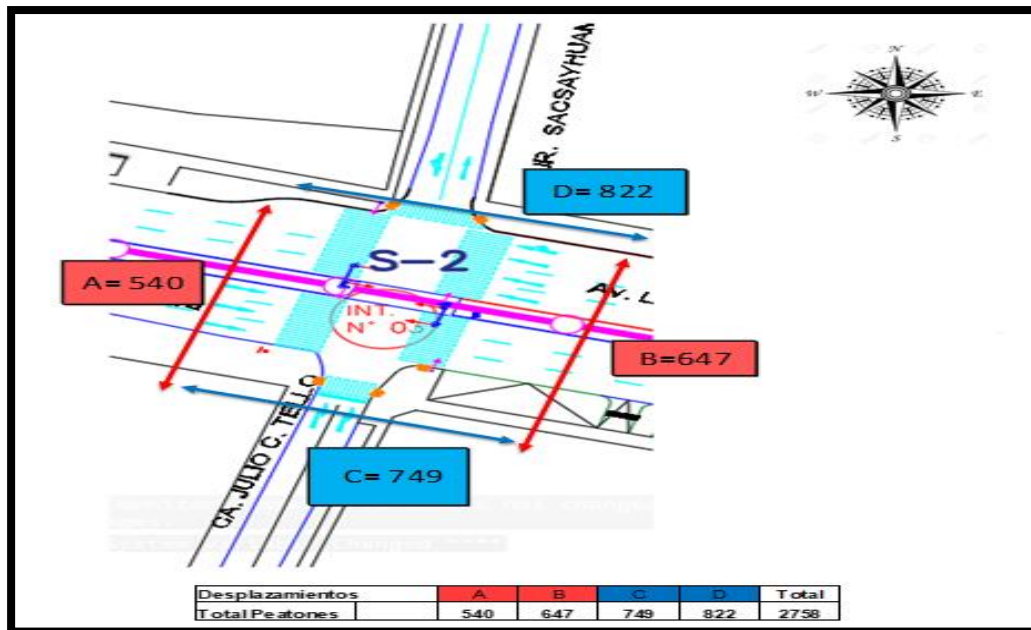 N
W E
S
JR. SACSAYHUAM
D= 822
S-2
A= 540
Av. L
INT.
N° 03
B=647
CA. JULIO C. TELLO
C= 749
Desplazamientos A B C D Total
Total Peatones 540 647 749 822 2758